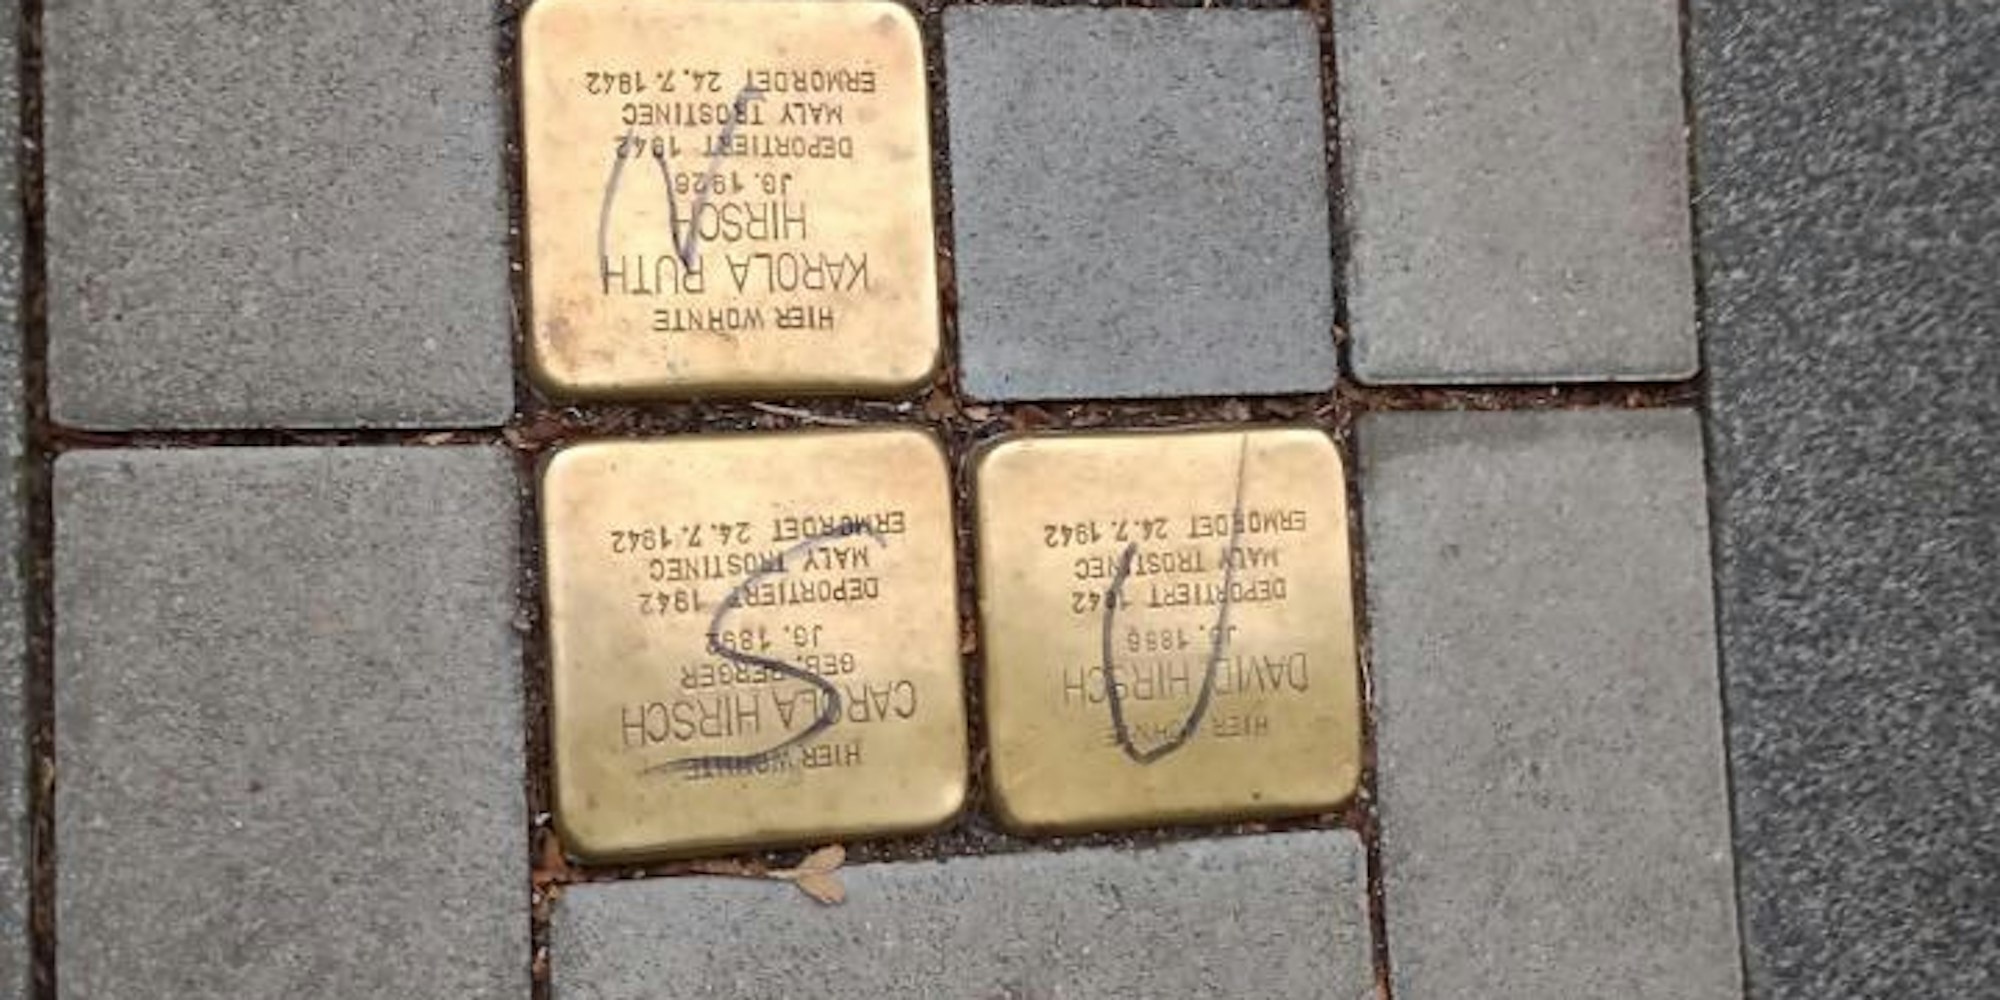 HIER WOHNTE
DAVID HIRSCH
JG. 1886
DEPORTIERT 1942
MALY TROSTINEC
ERMORDET 24.7.1942
HIER WOHNTE
CAROLA HIRSCH
GEB. BERGER
JG. 1892
DEPORTIERT 1942
MALY TROSTINEC
ERMORDET 24.7.1942
HIER WOHNTE
KAROLA RUTH
HIRSCH
JG. 1926
DEPORTIERT 1942
MALY TROSTINEC
ERMORDET 24.7.1942
N
S U